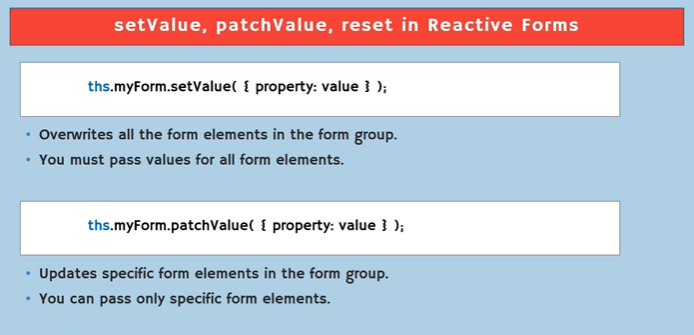 setValue, patchValue, reset in Reactive Forms
ths.myForm.setValue( { property: value } );
• Overwrites all the form elements in the form group.
• You must pass values for all form elements.
ths.myForm.patchValue( { property: value } );
• Updates specific form elements in the form group.
• You can pass only specific form elements.